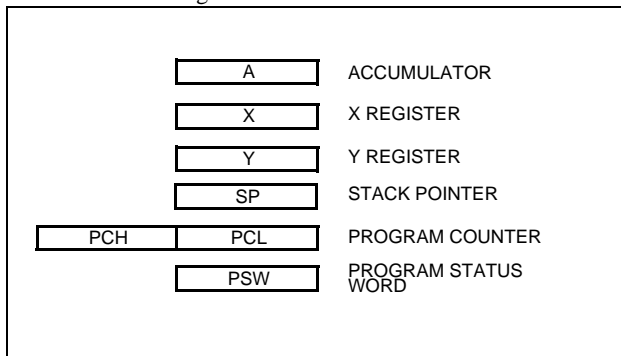 A ACCUMULATOR
X X REGISTER
Y Y REGISTER
SP STACK POINTER
PCH PCL PROGRAM COUNTER
PSW PROGRAM STATUS
WORD